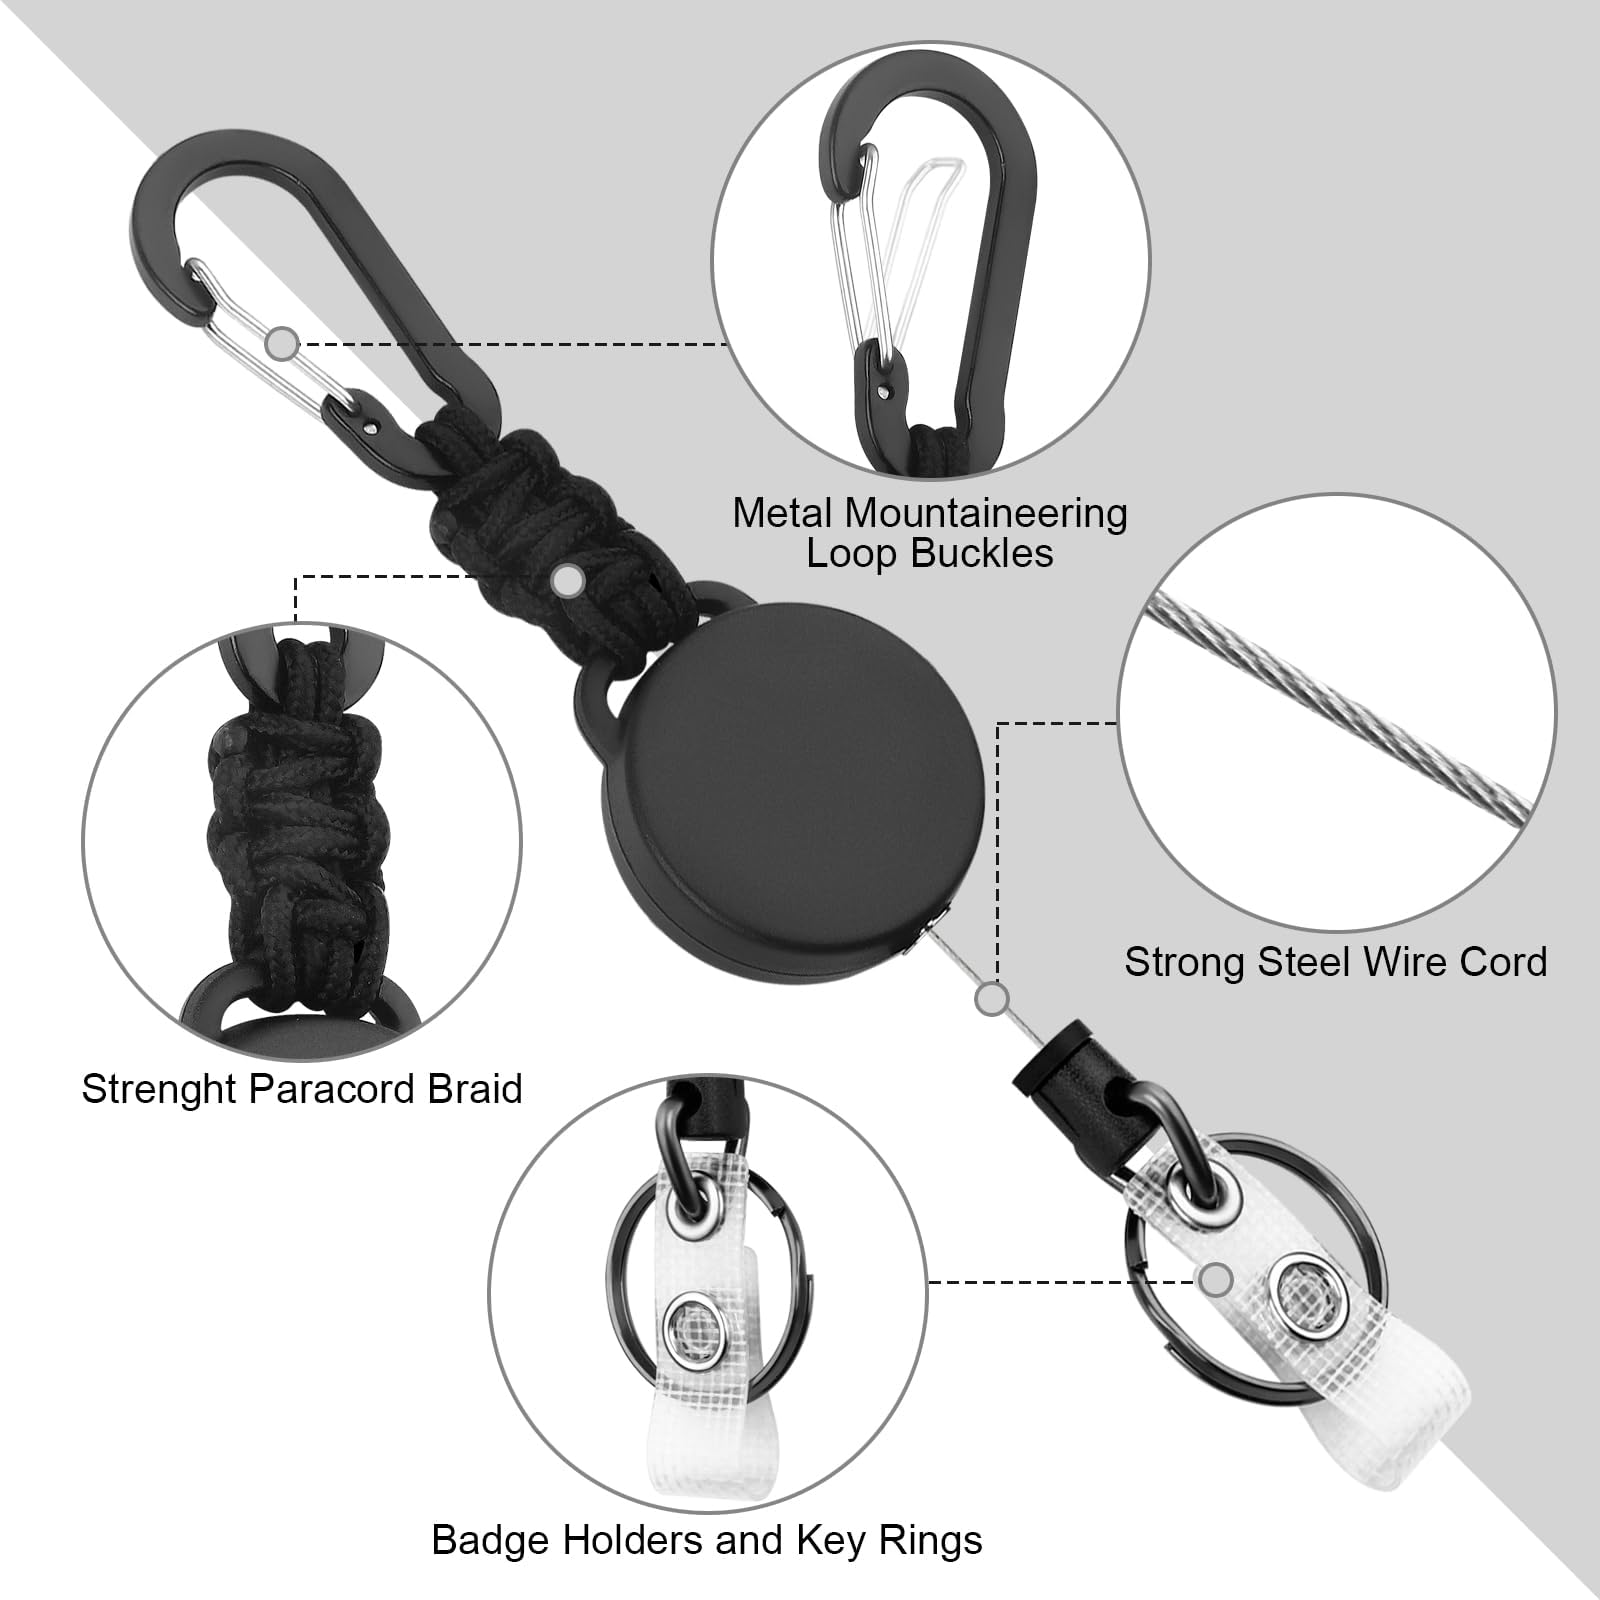 Metal Mountaineering
Loop Buckles
Strong Steel Wire Cord
Strenght Paracord Braid
Badge Holders and Key Rings